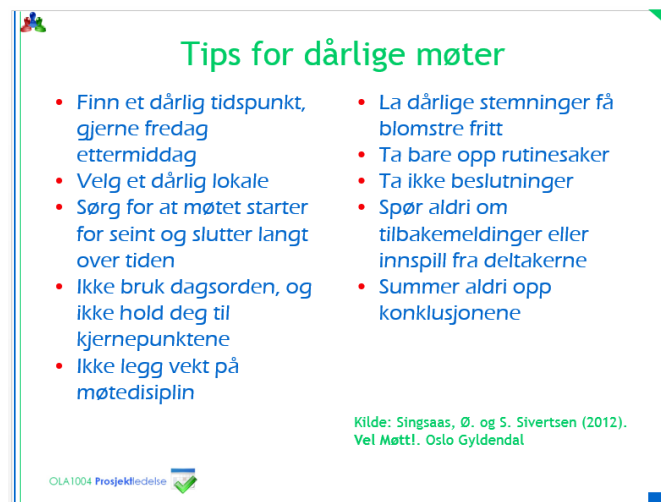 Tips for dårlige møter
Finn et dårlig tidspunkt,
gjerne fredag
ettermiddag
Velg et dårlig lokale
Sørg for at møtet starter
for seint og slutter langt
over tiden
Ikke bruk dagsorden, og
ikke hold deg til
kjernepunktene
Ikke legg vekt på
møtedisiplin
La dårlige stemninger få
blomstre fritt
Ta bare opp rutinesaker
Ta ikke beslutninger
Spør aldri om
tilbakemeldinger eller
innspill fra deltakerne
Summer aldri opp
konklusjonene
Kilde: Singsaas, Ø. og S. Sivertsen (2012).
Vel Møtt!. Oslo Gyldendal
OLA1004 Prosjektledelse